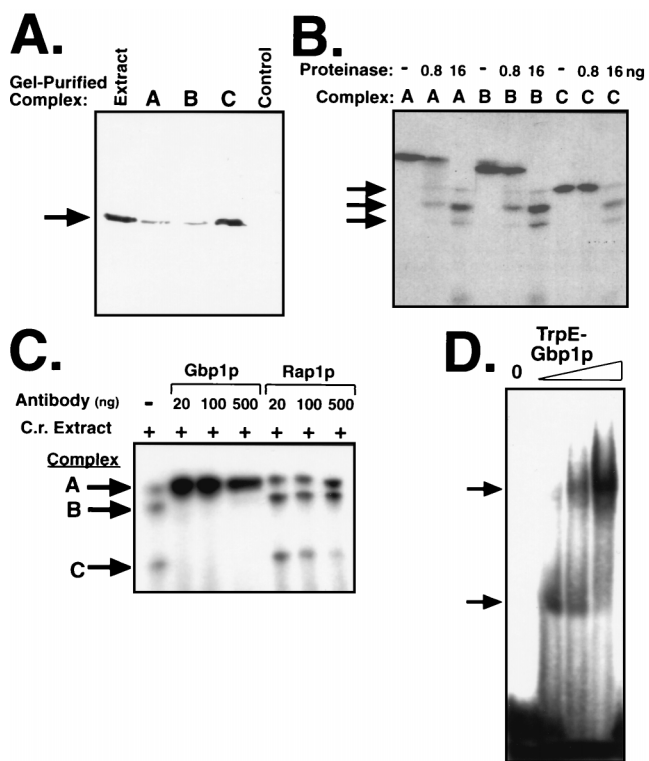 A.
Gel-Purified
Complex:
Extract
A B C
Control
B.
Proteinase: - 0.8 16 - 0.8 16 - 0.8 16 ng
Complex: A A A B B B C C C
C.
Gbp1p Rap1p
Antibody (ng) - 20 100 500 20 100 500
C.r. Extract + + + + + + +
Complex
A
B
C
D.
TrpE-
Gbp1p
0